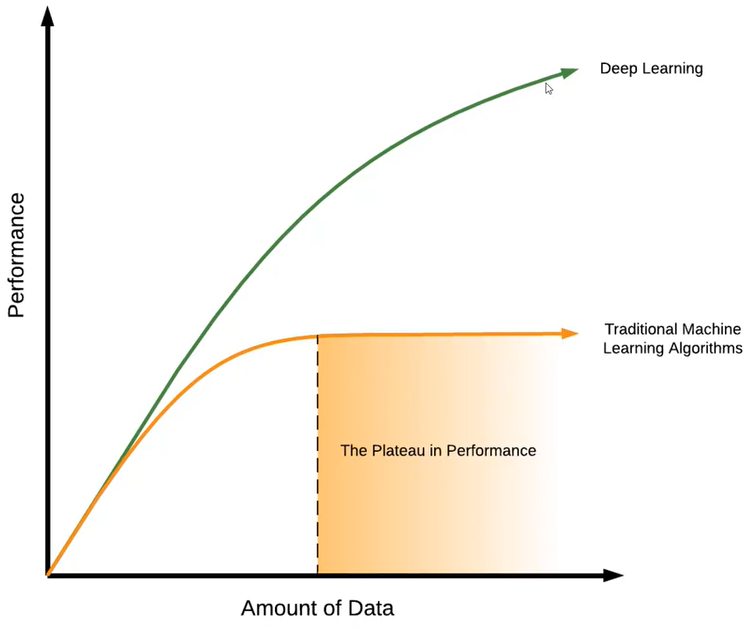 Deep Learning
Performance
Traditional Machine
Learning Algorithms
The Plateau in Performance
Amount of Data